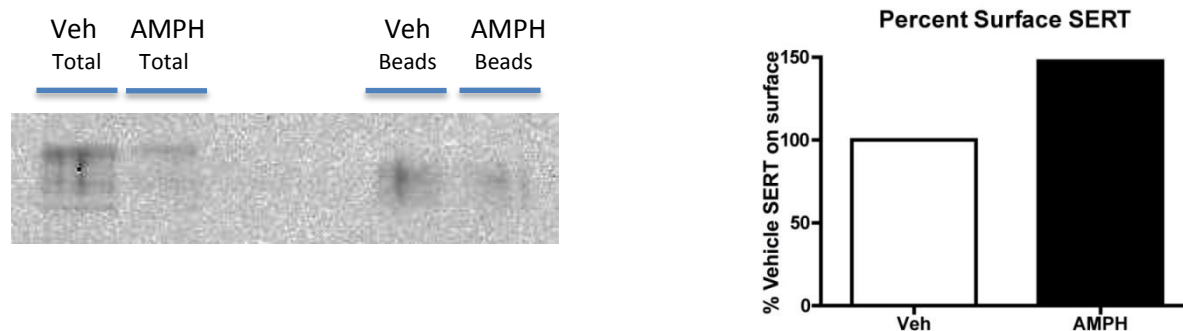 Veh AMPH
Total Total
Veh AMPH
Beads Beads
Percent Surface SERT
% Vehicle SERT on surface
150
100
50
0
Veh AMPH